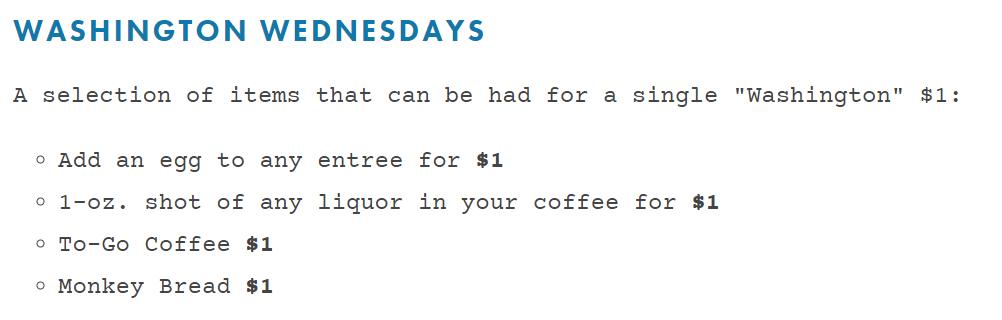 WASHINGTON WEDNESDAYS
A selection of items that can be had for a single "Washington" $1:
Add an egg to any entree for $1
1-oz. shot of any liquor in your coffee for $1
To-Go Coffee $1
Monkey Bread $1